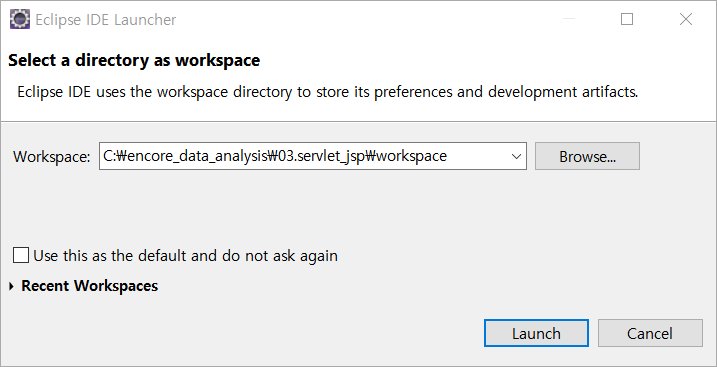 Eclipse IDE Launcher
Select a directory as workspace
Eclipse IDE uses the workspace directory to store its preferences and development artifacts.
Workspace: C:₩encore_data_analysis₩03.servlet_jsp₩workspace Browse...
Use this as the default and do not ask again
Recent Workspaces
Launch Cancel